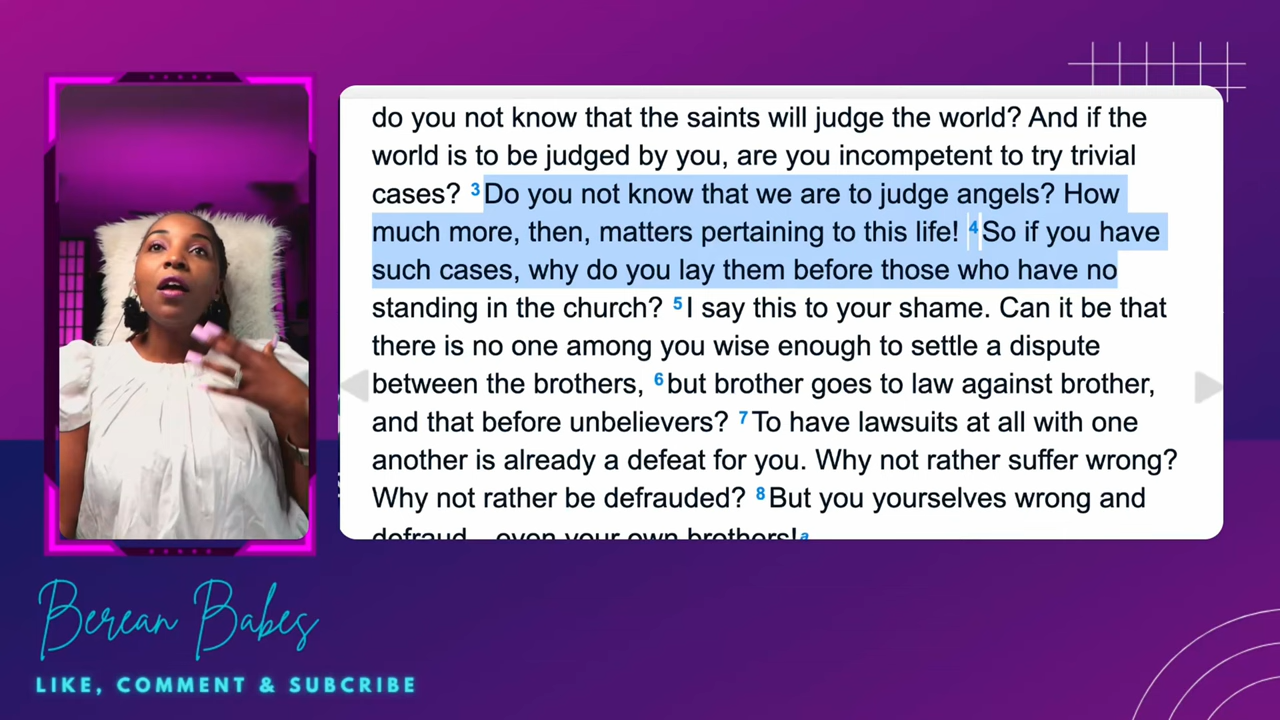 do you not know that the saints will judge the world? And if the
world is to be judged by you, are you incompetent to try trivial
cases? 3 Do you not know that we are to judge angels? How
much more, then, matters pertaining to this life! 4 So if you have
such cases, why do you lay them before those who have no
standing in the church? 5 I say this to your shame. Can it be that
there is no one among you wise enough to settle a dispute
between the brothers, 6 but brother goes to law against brother,
and that before unbelievers? 7 To have lawsuits at all with one
another is already a defeat for you. Why not rather suffer wrong?
Why not rather be defrauded? 8 But you yourselves wrong and
defraud—even your own brothers! a
Berean Babes
LIKE, COMMENT & SUBCRIBE